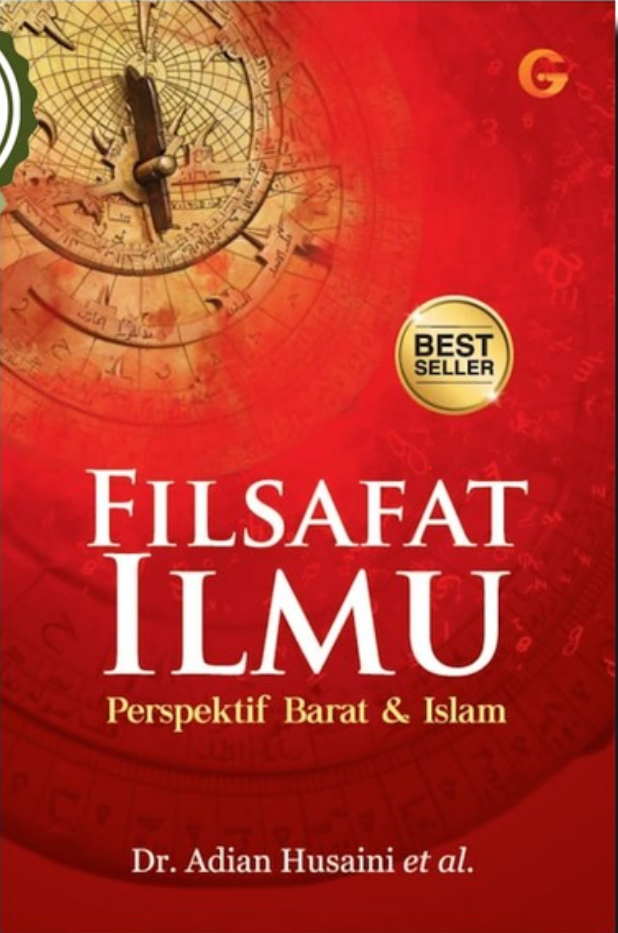 G
BEST
SELLER
FILSAFAT
ILMU
Perspektif Barat & Islam
Dr. Adian Husaini et al.